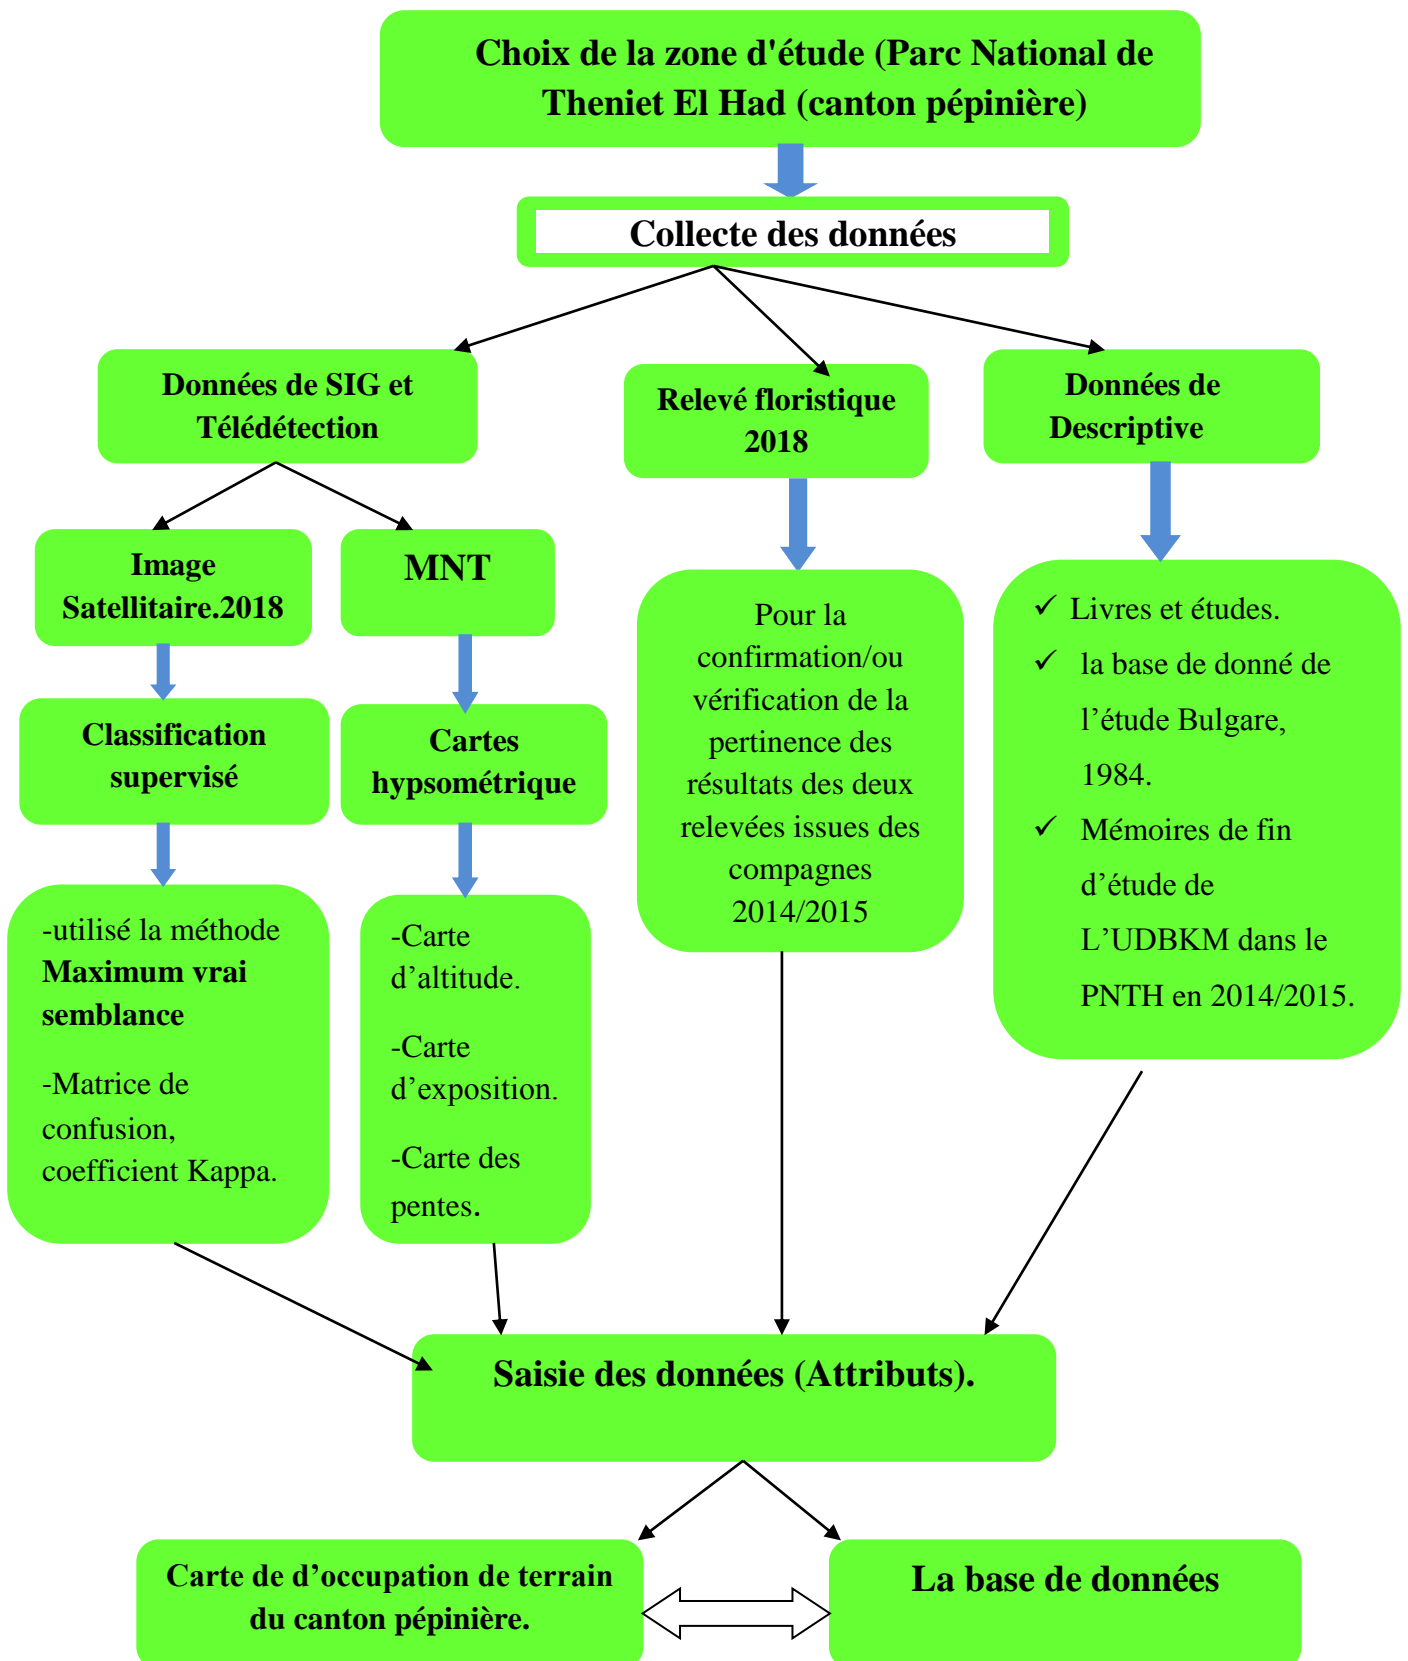 Choix de la zone d'étude (Parc National de
Theniet El Had (canton pépinière)
Collecte des données
Données de SIG et
Télédétection
Relevé floristique
2018
Données de
Descriptive
Image
Satellitaire.2018
MNT
Classification
supervisé
Cartes
hypsométrique
Pour la
confirmation/ou
vérification de la
pertinence des
résultats des deux
relevées issues des
compagnes
2014/2015
✓ Livres et études.
✓ la base de donné de
l’étude Bulgare,
1984.
✓ Mémoires de fin
d’étude de
L’UDBKM dans le
PNTH en 2014/2015.
-utilisé la méthode
Maximum vrai
semblance
-Matrice de
confusion,
coefficient Kappa.
-Carte
d’altitude.
-Carte
d’exposition.
-Carte des
pentes.
Saisie des données (Attributs).
Carte de d’occupation de terrain
du canton pépinière.
La base de données